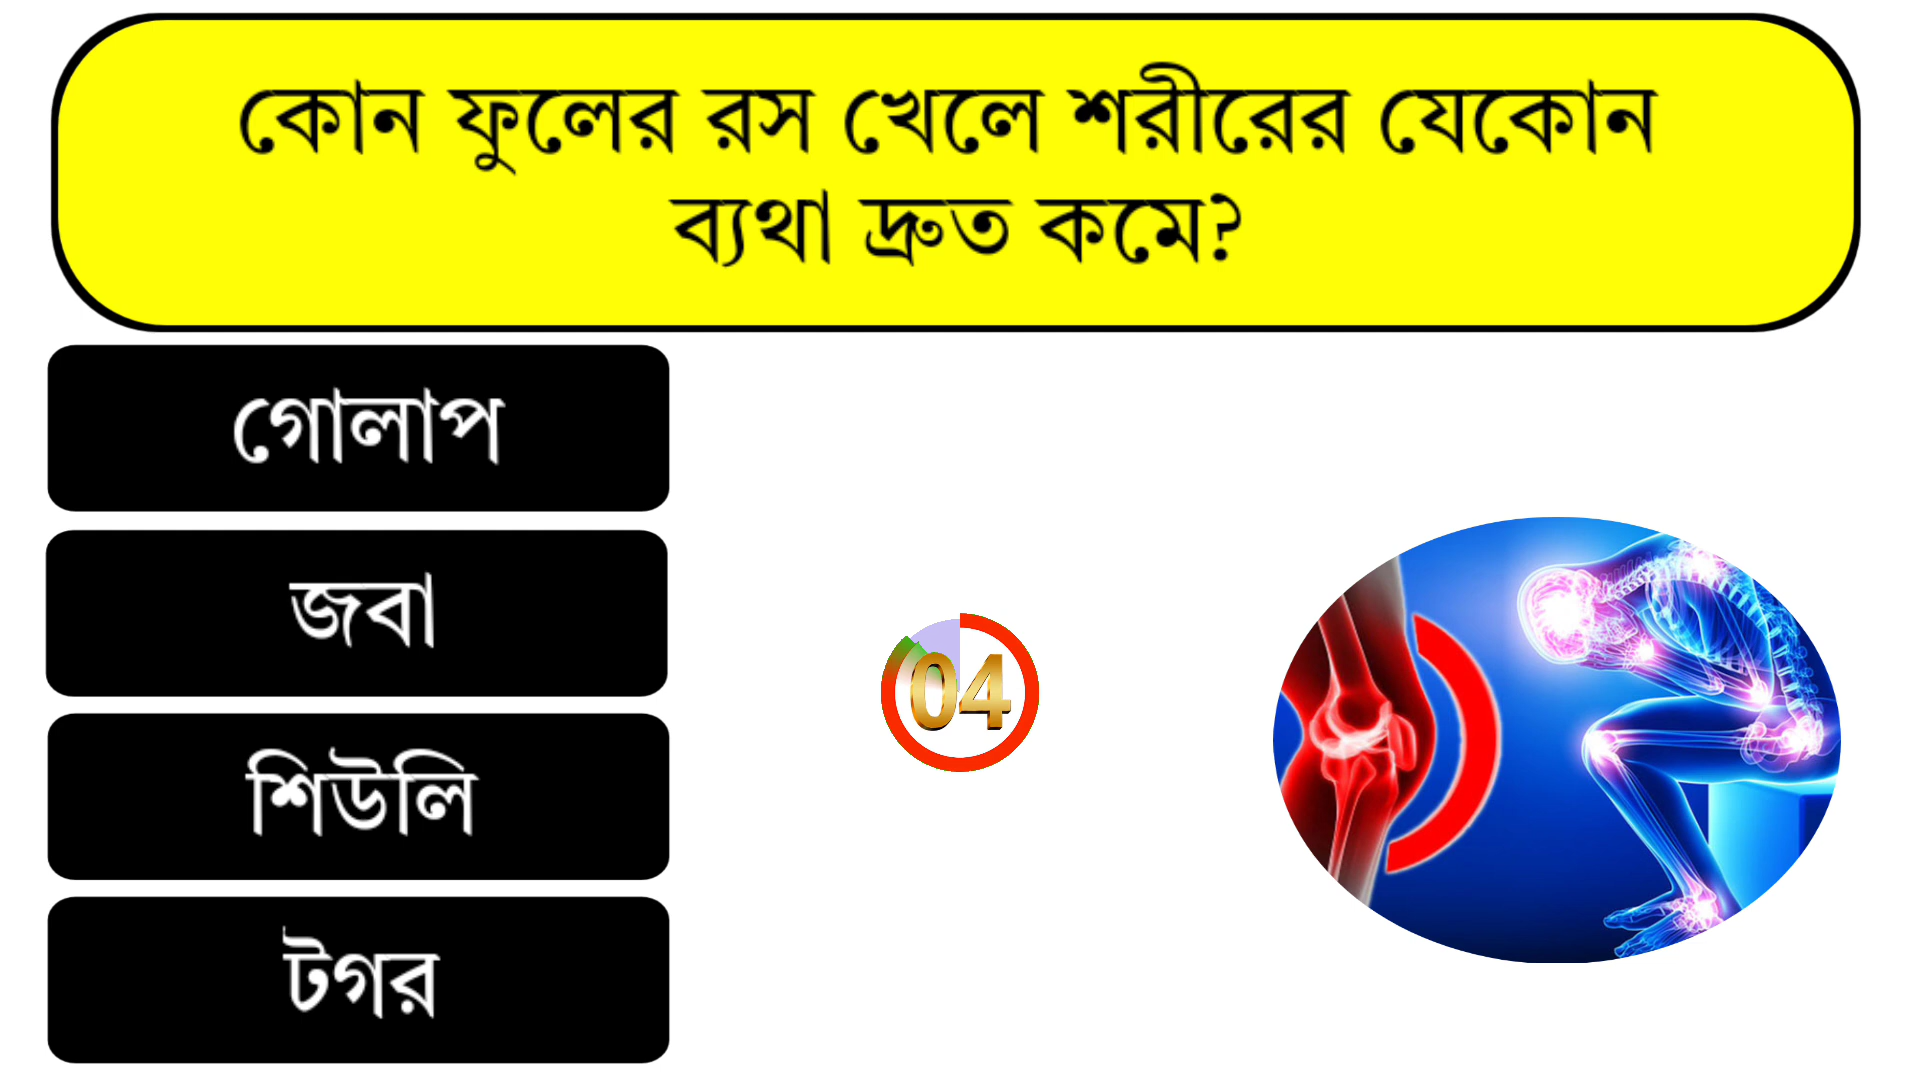 কোন ফুলের রস খেলে শরীরের যেকোন
ব্যথা দ্রুত কমে?
গোলাপ
জবা
শিউলি
টগর
04